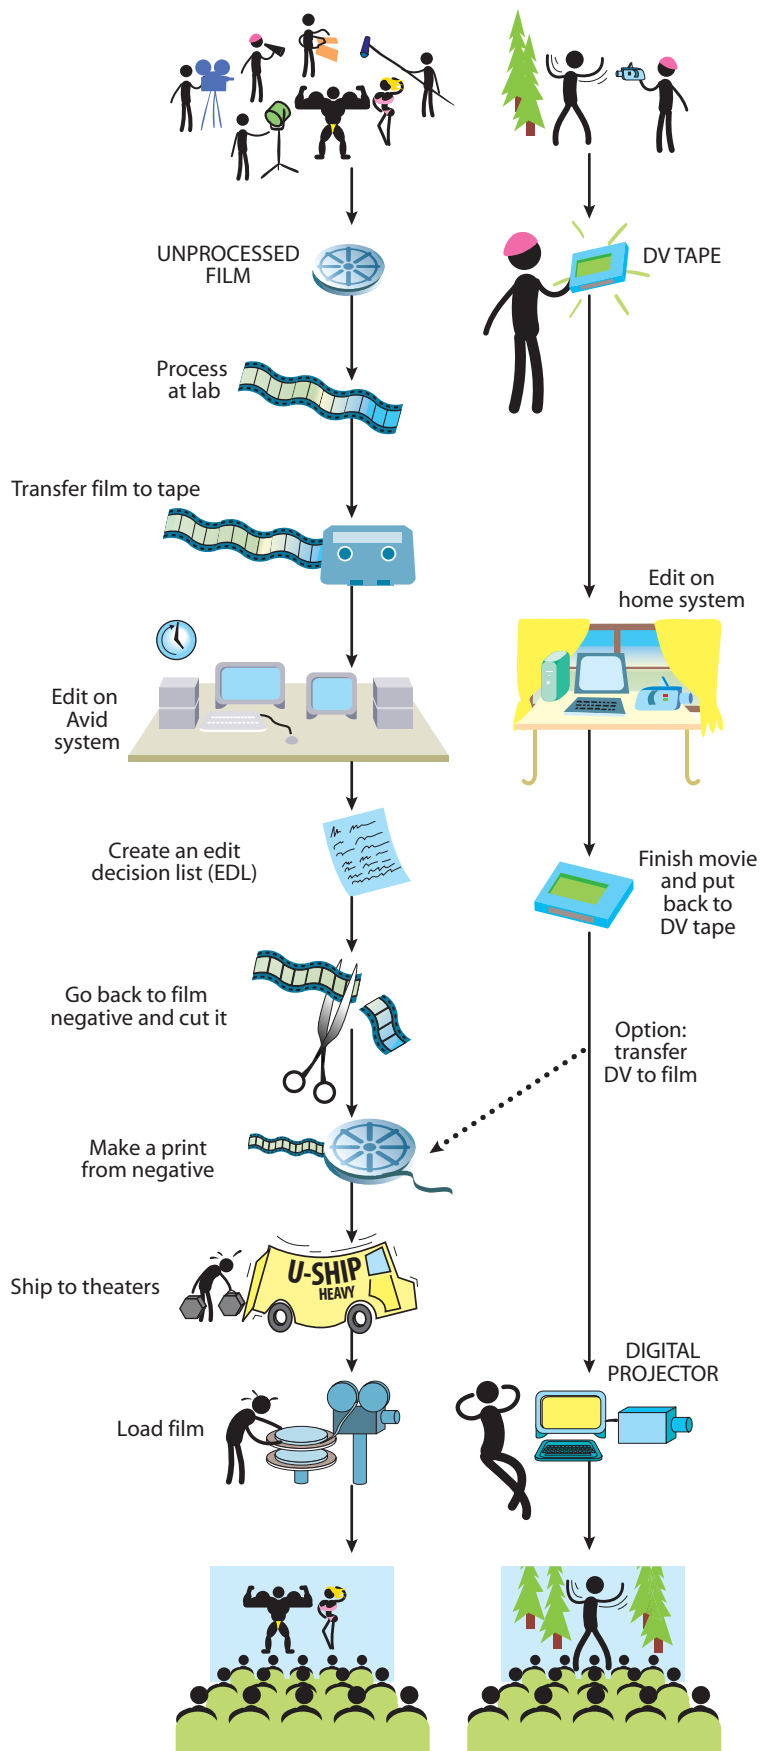 UNPROCESSED
FILM
DV TAPE
Process
at lab
Transfer film to tape
Edit on
home system
Edit on
Avid
system
Create an edit
decision list (EDL)
Finish movie
and put
back to
DV tape
Go back to film
negative and cut it
Option:
transfer
DV to film
Make a print
from negative
Ship to theaters
U-SHIP
HEAVY
DIGITAL
PROJECTOR
Load film